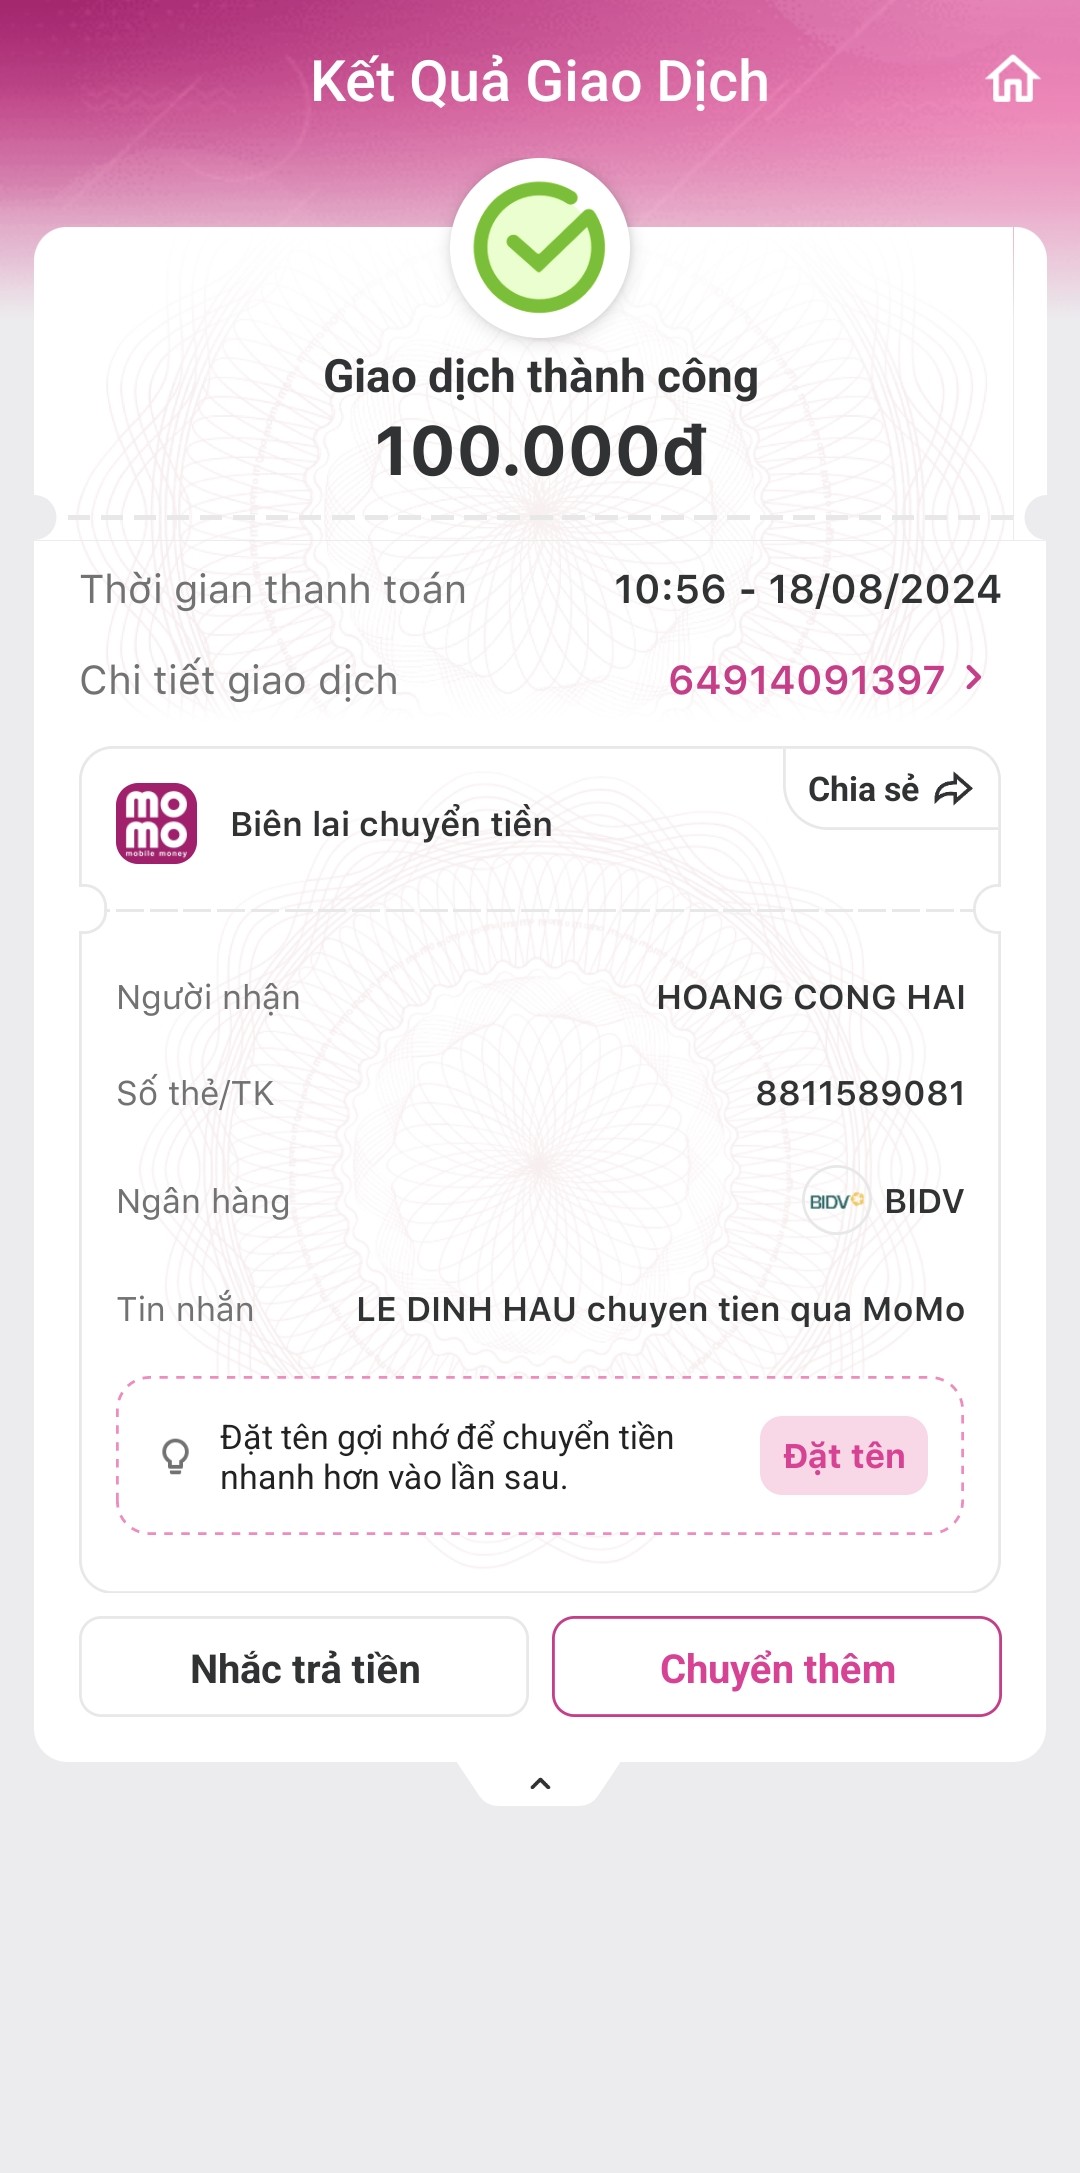 Kết Quả Giao Dịch
Giao dịch thành công
100.000đ
Thời gian thanh toán 10:56 - 18/08/2024
Chi tiết giao dịch 64914091397
Chia sẻ
mo
mo
mobile money
Biên lai chuyển tiền
Người nhận HOANG CONG HAI
Số thẻ/TK 8811589081
Ngân hàng BIDV BIDV
Tin nhắn LE DINH HAU chuyen tien qua MoMo
Đặt tên gợi nhớ để chuyển tiền
nhanh hơn vào lần sau.
Đặt tên
Nhắc trả tiền Chuyển thêm